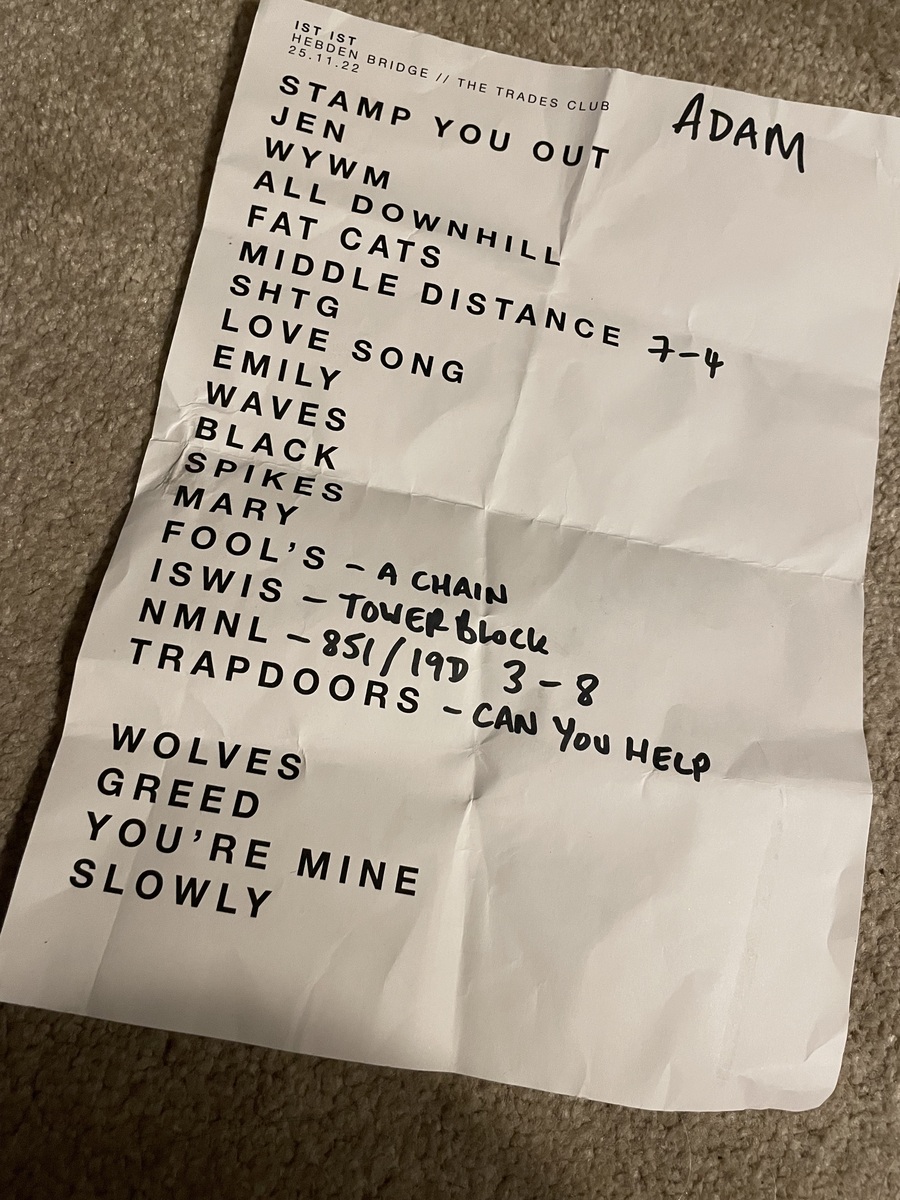 IST IST
HEBDEN BRIDGE // THE TRADES CLUB
25.11.22
ADAM
STAMP YOU OUT
JEN
WYWM
ALL DOWNHILL
FAT CATS
MIDDLE DISTANCE 7-4
SHTG
LOVE SONG
EMILY
WAVES
BLACK
SPIKES
MARY
FOOL'S - A CHAIN
ISWIS - TOWER BLOCK
NMNL - 851/19D 3-8
TRAPDOORS - CAN YOU HELP
WOLVES
GREED
YOU'RE MINE
SLOWLY